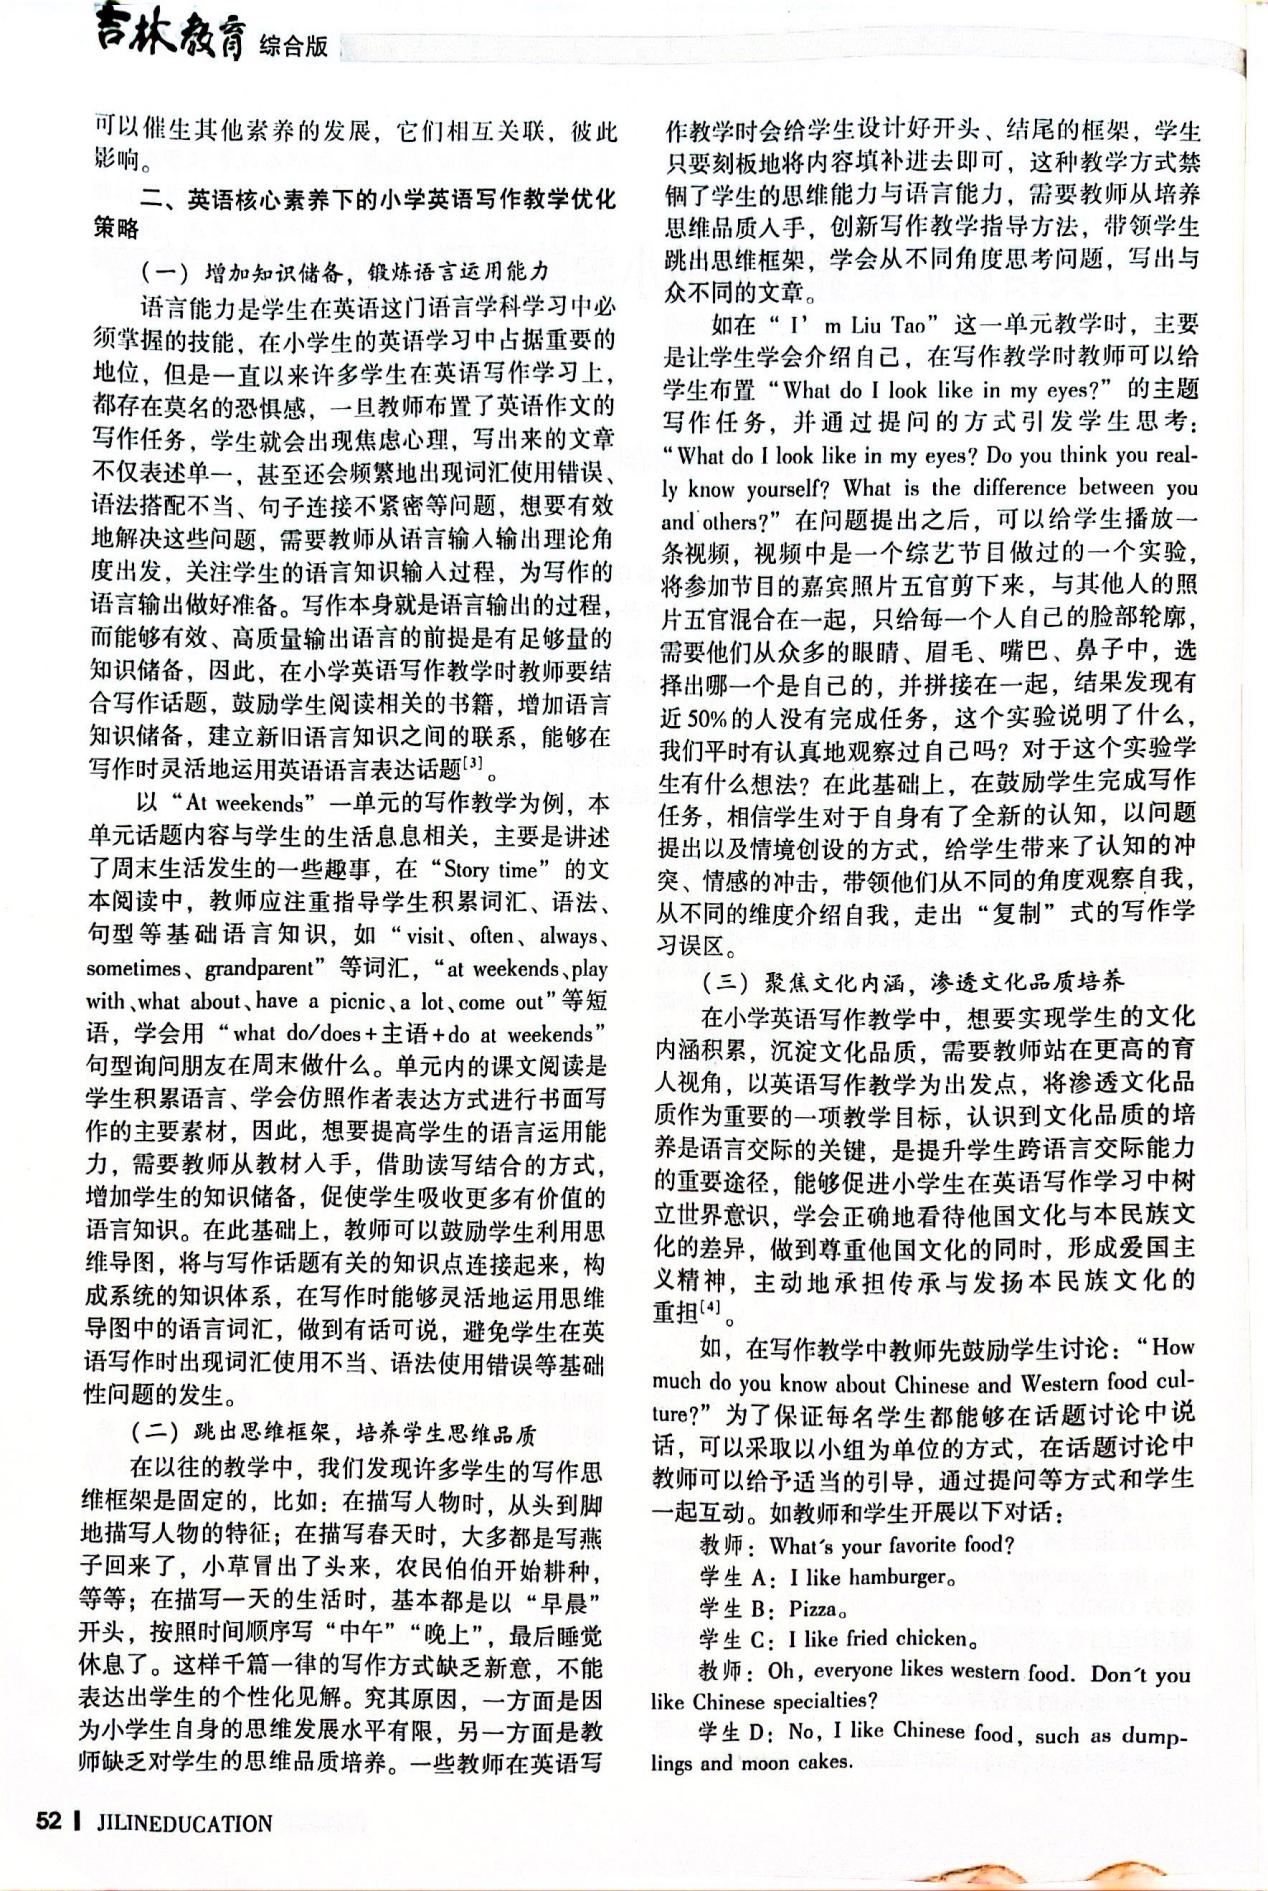 吉林教育 综合版
可以催生其他素养的发展，它们相互关联，彼此
影响。
二、英语核心素养下的小学英语写作教学优化
策略
（一）增加知识储备，锻炼语言运用能力
语言能力是学生在英语这门语言学科学习中必
须掌握的技能，在小学生的英语学习中占据重要的
地位，但是一直以来许多学生在英语写作学习上，
都存在莫名的恐惧感，一旦教师布置了英语作文的
写作任务，学生就会出现焦虑心理，写出来的文章
不仅表述单一，甚至还会频繁地出现词汇使用错误、
语法搭配不当、句子连接不紧密等问题，想要有效
地解决这些问题，需要教师从语言输入输出理论角
度出发，关注学生的语言知识输入过程，为写作的
语言输出做好准备。写作本身就是语言输出的过程，
而能够有效、高质量输出语言的前提是有足够量的
知识储备，因此，在小学英语写作教学时教师要结
合写作话题，鼓励学生阅读相关的书籍，增加语言
知识储备，建立新旧语言知识之间的联系，能够在
写作时灵活地运用英语语言表达话题[3]。
以“At weekends”一单元的写作教学为例，本
单元话题内容与学生的生活息息相关，主要是讲述
了周末生活发生的一些趣事，在“Story time”的文
本阅读中，教师应注重指导学生积累词汇、语法、
句型等基础语言知识，如“visit、often、always、
sometimes、grandparent”等词汇，“at weekends、play
with、what about、have a picnic、a lot、come out”等短
语，学会用“what do/does+主语+do at weekends”
句型询问朋友在周末做什么。单元内的课文阅读是
学生积累语言、学会仿照作者表达方式进行书面写
作的主要素材，因此，想要提高学生的语言运用能
力，需要教师从教材入手，借助读写结合的方式，
增加学生的知识储备，促使学生吸收更多有价值的
语言知识。在此基础上，教师可以鼓励学生利用思
维导图，将与写作话题有关的知识点连接起来，构
成系统的知识体系，在写作时能够灵活地运用思维
导图中的语言词汇，做到有话可说，避免学生在英
语写作时出现词汇使用不当、语法使用错误等基础
性问题的发生。
（二）跳出思维框架，培养学生思维品质
在以往的教学中，我们发现许多学生的写作思
维框架是固定的，比如：在描写人物时，从头到脚
地描写人物的特征；在描写春天时，大多都是写燕
子回来了，小草冒出了头来，农民伯伯开始耕种，
等等；在描写一天的生活时，基本都是以“早晨”
开头，按照时间顺序写“中午”“晚上”，最后睡觉
休息了。这样千篇一律的写作方式缺乏新意，不能
表达出学生的个性化见解。究其原因，一方面是因
为小学生自身的思维发展水平有限，另一方面是教
师缺乏对学生的思维品质培养。一些教师在英语写
作教学时会给学生设计好开头、结尾的框架，学生
只要刻板地将内容填补进去即可，这种教学方式禁
锢了学生的思维能力与语言能力，需要教师从培养
思维品质入手，创新写作教学指导方法，带领学生
跳出思维框架，学会从不同角度思考问题，写出与
众不同的文章。
如在“I’m Liu Tao”这一单元教学时，主要
是让学生学会介绍自己，在写作教学时教师可以给
学生布置“What do I look like in my eyes?”的主题
写作任务，并通过提问的方式引发学生思考：
“What do I look like in my eyes? Do you think you real-
ly know yourself? What is the difference between you
and others?”在问题提出之后，可以给学生播放一
条视频，视频中是一个综艺节目做过的一个实验，
将参加节目的嘉宾照片五官剪下来，与其他人的照
片五官混合在一起，只给每一个人自己的脸部轮廓，
需要他们从众多的眼睛、眉毛、嘴巴、鼻子中，选
择出哪一个是自己的，并拼接在一起，结果发现有
近50%的人没有完成任务，这个实验说明了什么，
我们平时有认真地观察过自己吗？对于这个实验学
生有什么想法？在此基础上，在鼓励学生完成写作
任务，相信学生对于自身有了全新的认知，以问题
提出以及情境创设的方式，给学生带来了认知的冲
突、情感的冲击，带领他们从不同的角度观察自我，
从不同的维度介绍自我，走出“复制”式的写作学
习误区。
（三）聚焦文化内涵，渗透文化品质培养
在小学英语写作教学中，想要实现学生的文化
内涵积累，沉淀文化品质，需要教师站在更高的育
人视角，以英语写作教学为出发点，将渗透文化品
质作为重要的一项教学目标，认识到文化品质的培
养是语言交际的关键，是提升学生跨语言交际能力
的重要途径，能够促进小学生在英语写作学习中树
立世界意识，学会正确地看待他国文化与本民族文
化的差异，做到尊重他国文化的同时，形成爱国主
义精神，主动地承担传承与发扬本民族文化的
重担[4]。
如，在写作教学中教师先鼓励学生讨论：“How
much do you know about Chinese and Western food cul-
ture?”为了保证每名学生都能够在话题讨论中说
话，可以采取以小组为单位的方式，在话题讨论中
教师可以给予适当的引导，通过提问等方式和学生
一起互动。如教师和学生开展以下对话：
教师：What's your favorite food?
学生 A：I like hamburger。
学生 B：Pizza。
学生 C：I like fried chicken。
教师：Oh，everyone likes western food. Don't you
like Chinese specialties?
学生 D：No，I like Chinese food，such as dump-
lings and moon cakes.
52 JILINEDUCATION